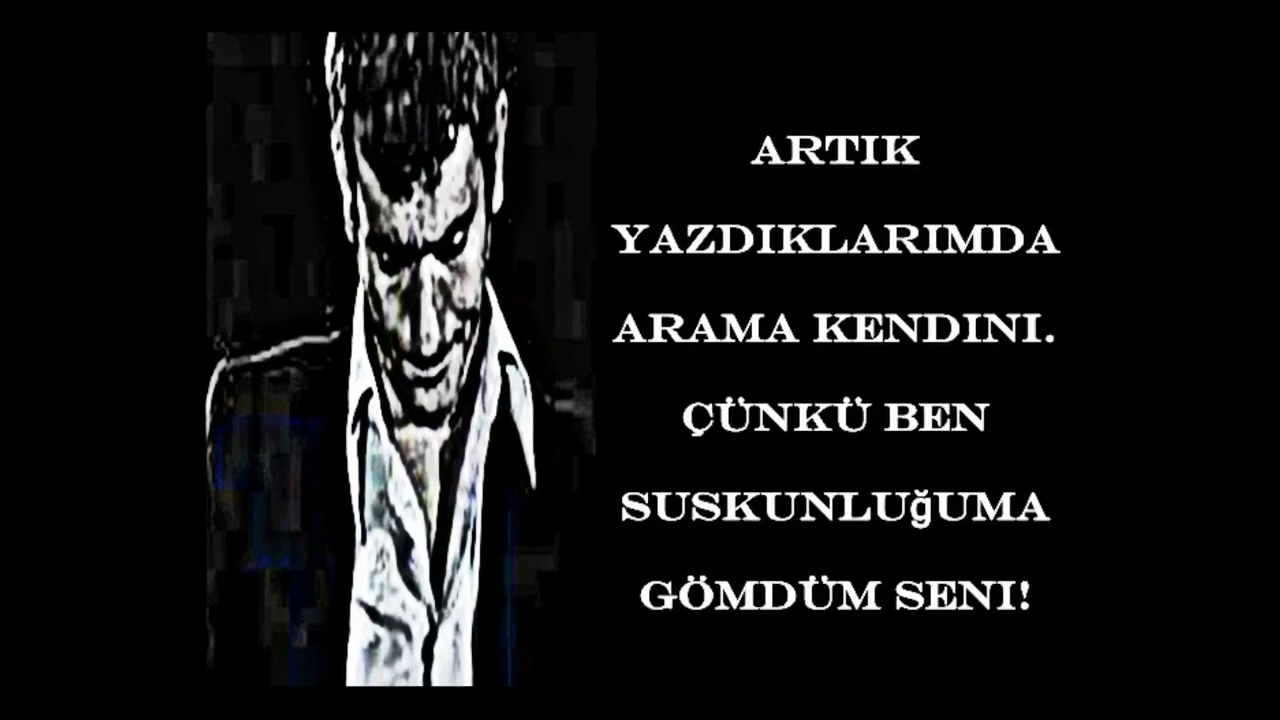 ARTIK
YAZDIKLARIMDA
ARAMA KENDINI.
ÇÜNKÜ BEN
SUSKUNLUğUMA
GÖMDÜM SENI!